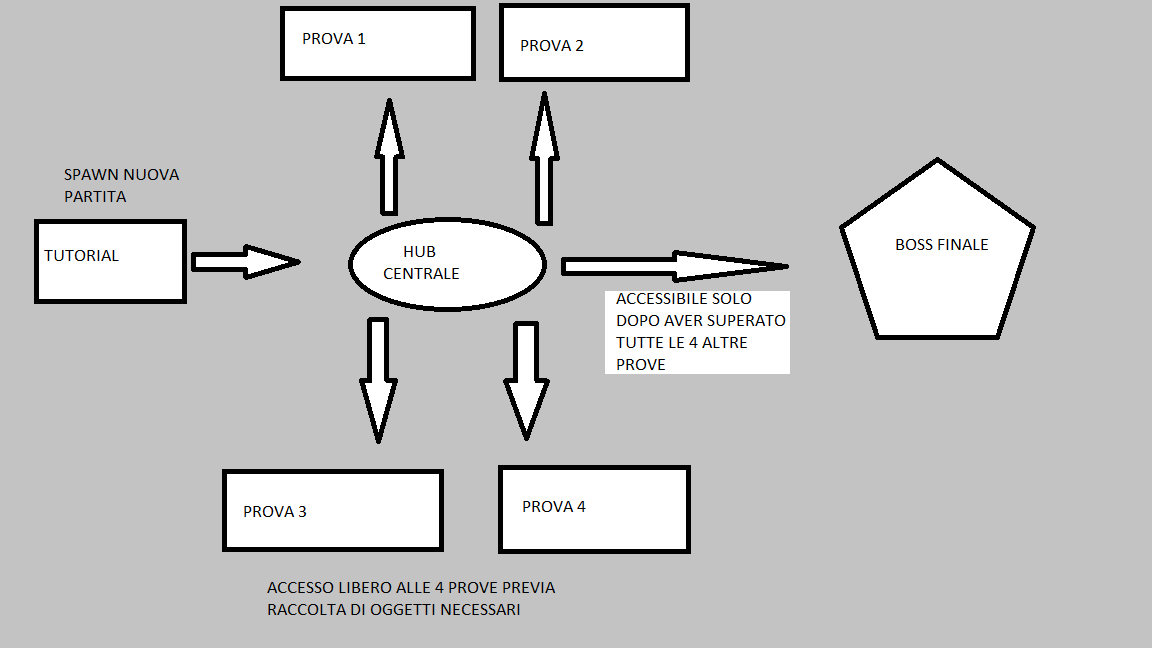 PROVA 1
PROVA 2
SPAWN NUOVA
PARTITA
TUTORIAL
HUB
CENTRALE
BOSS FINALE
ACCESSIBILE SOLO
DOPO AVER SUPERATO
TUTTE LE 4 ALTRE
PROVE
PROVA 3
PROVA 4
ACCESSO LIBERO ALLE 4 PROVE PREVIA
RACCOLTA DI OGGETTI NECESSARI